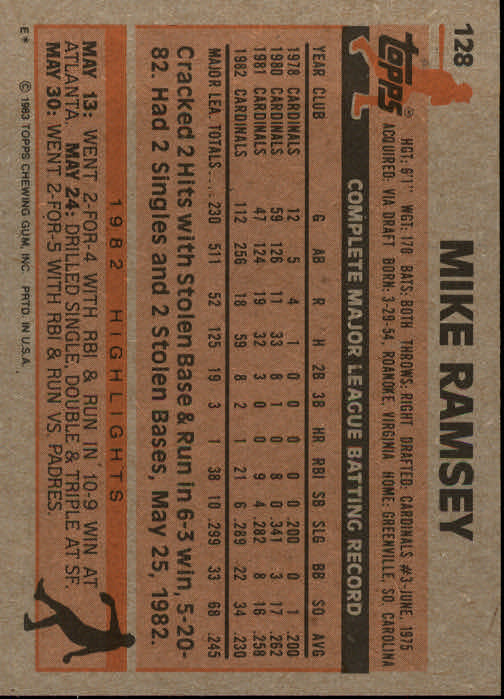 128
topps®
MIKE RAMSEY
HGT: 6'1" WGT: 170 BATS: BOTH THROWS: RIGHT DRAFTED: CARDINALS #3-JUNE, 1975
ACQUIRED: VIA DRAFT BORN: 3-29-54, ROANOKE, VIRGINIA HOME: GREENVILLE, SO. CAROLINA
COMPLETE MAJOR LEAGUE BATTING RECORD
YEAR CLUB G AB R H 2B 3B HR RBI SB SLG BB SO AVG
1978 CARDINALS 12 5 4 1 0 0 0 0 0 .200 0 1 .200
1980 CARDINALS 59 126 11 33 8 1 0 8 0 .341 3 17 .262
1981 CARDINALS 47 124 19 32 3 0 0 9 4 .282 8 16 .258
1982 CARDINALS 112 256 18 59 8 2 1 21 6 .289 22 34 .230
MAJOR LEA. TOTALS.... 230 511 52 125 19 3 1 38 10 .299 33 68 .245
Cracked 2 Hits with Stolen Base & Run in 6-3 win, 5-20-
82. Had 2 Singles and 2 Stolen Bases, May 25, 1982.
1982 HIGHLIGHTS
MAY 13: WENT 2-FOR-4 WITH RBI & RUN IN 10-9 WIN AT
ATLANTA. MAY 24: DRILLED SINGLE, DOUBLE & TRIPLE AT SF.
MAY 30: WENT 2-FOR-5 WITH RBI & RUN VS. PADRES.
E* © 1983 TOPPS CHEWING GUM, INC. PRTD. IN U.S.A.